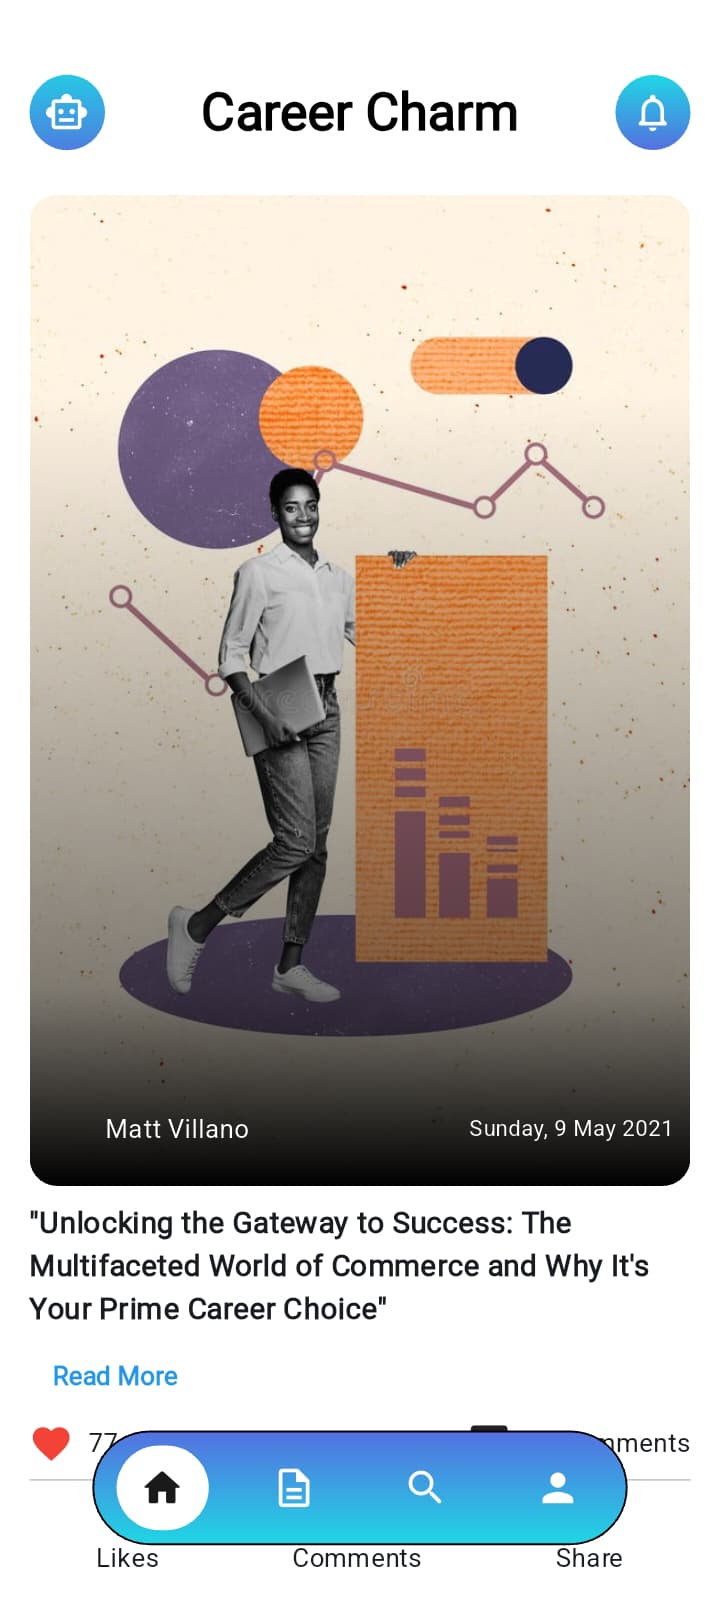 Career Charm
Matt Villano
Sunday, 9 May 2021
"Unlocking the Gateway to Success: The
Multifaceted World of Commerce and Why It's
Your Prime Career Choice"
Read More
77
Likes
Comments
Share